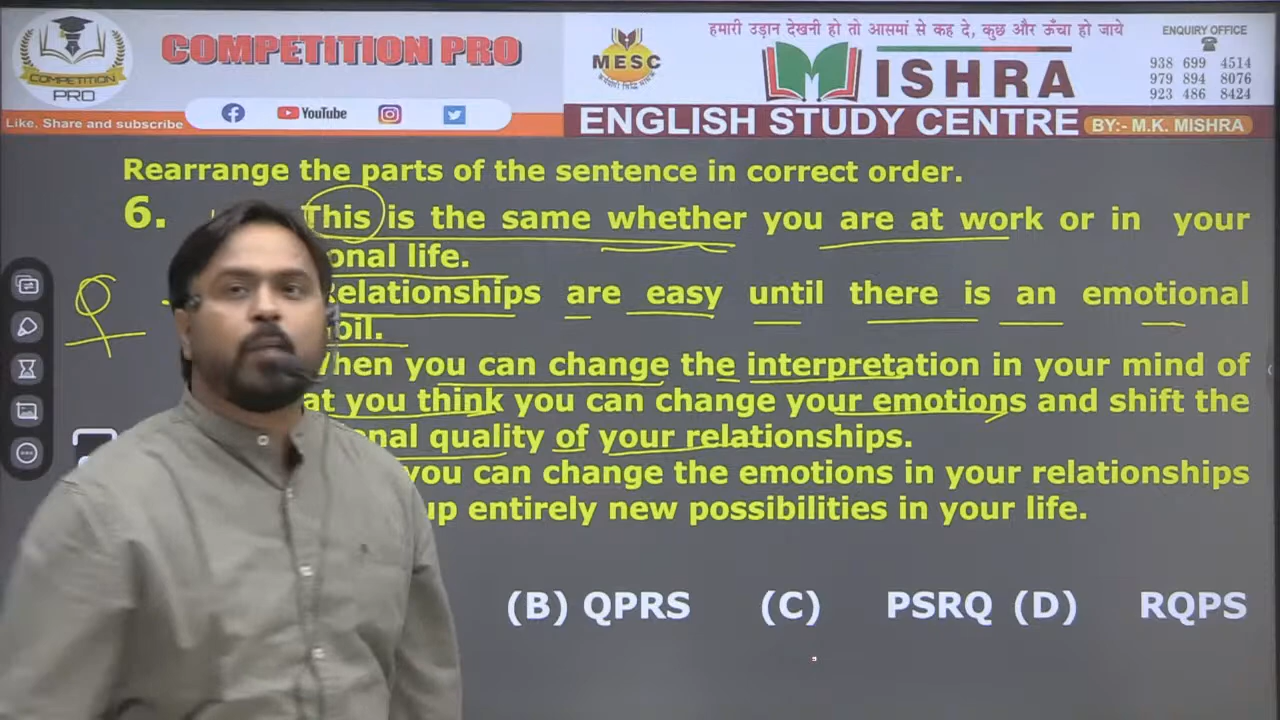 COMPETITION PRO
COMPETITION
PRO
Like, Share and subscribe
YouTube
MESC
हमारी उड़ान देखनी हो तो आसमां से कह दे, कुछ और ऊँचा हो जाये
MISHRA
ENGLISH STUDY CENTRE
BY:- M.K. MISHRA
ENQUIRY OFFICE
938 699 4514
979 894 8076
923 486 8424
Rearrange the parts of the sentence in correct order.
6. This is the same whether you are at work or in your
onal life.
Relationships are easy until there is an emotional
oil.
When you can change the interpretation in your mind of
at you think you can change your emotions and shift the
onal quality of your relationships.
you can change the emotions in your relationships
up entirely new possibilities in your life.
(B) QPRS (C) PSRQ (D) RQPS
Q